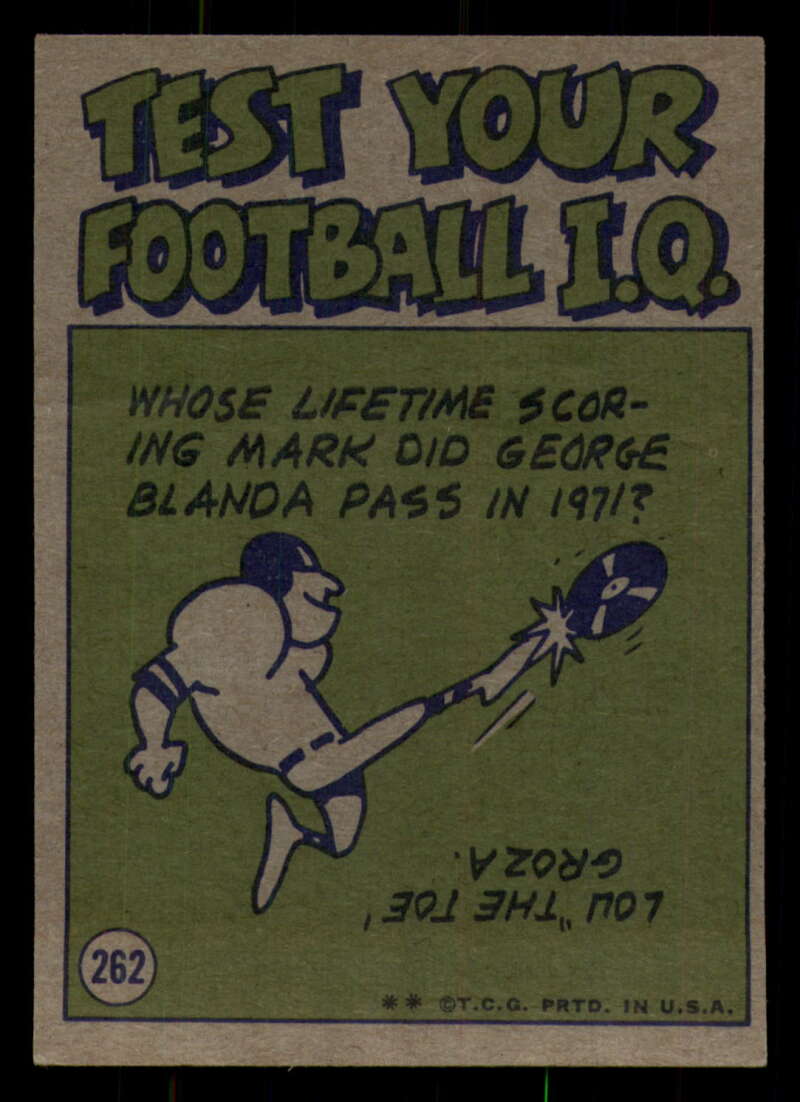 TEST YOUR
FOOTBALL I.Q.
WHOSE LIFETIME SCOR-
ING MARK DID GEORGE
BLANDA PASS IN 1971?
LOU "THE TOE"
GROZA.
262
** ©T.C.G. PRTD. IN U.S.A.